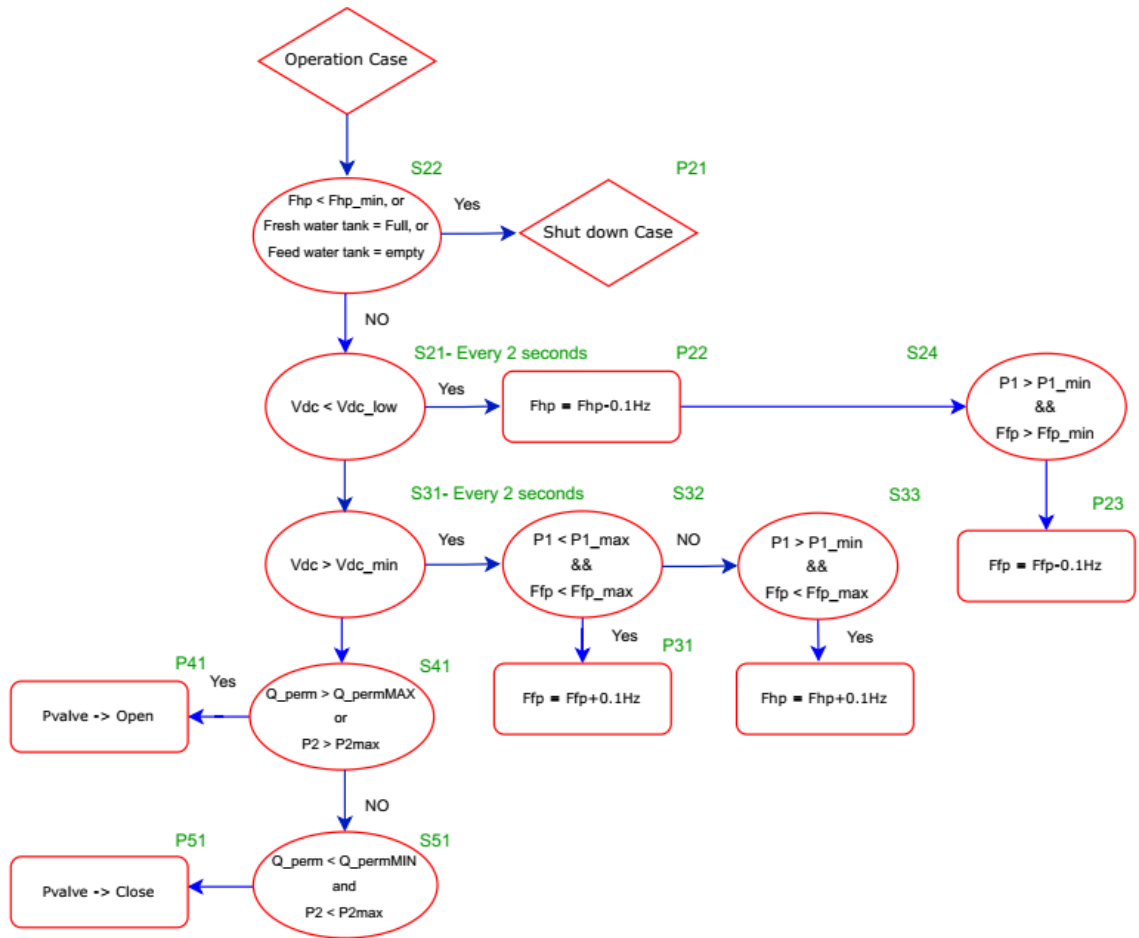 Operation Case
S22
P21
Fhp < Fhp_min, or
Fresh water tank = Full, or
Feed water tank = empty
Yes
Shut down Case
NO
S21- Every 2 seconds
P22
S24
Vdc < Vdc_low
Yes
Fhp = Fhp-0.1Hz
P1 > P1_min
&&
Ffp > Ffp_min
S31- Every 2 seconds
S32
S33
P23
Vdc > Vdc_min
Yes
P1 < P1_max
&&
Ffp < Ffp_max
NO
P1 > P1_min
&&
Ffp < Ffp_max
Ffp = Ffp-0.1Hz
Yes
Yes
P41
S41
P31
Yes
Pvalve -> Open
Q_perm > Q_permMAX
or
P2 > P2max
Ffp = Ffp+0.1Hz
Fhp = Fhp+0.1Hz
NO
P51
S51
Pvalve -> Close
Q_perm < Q_permMIN
and
P2 < P2max